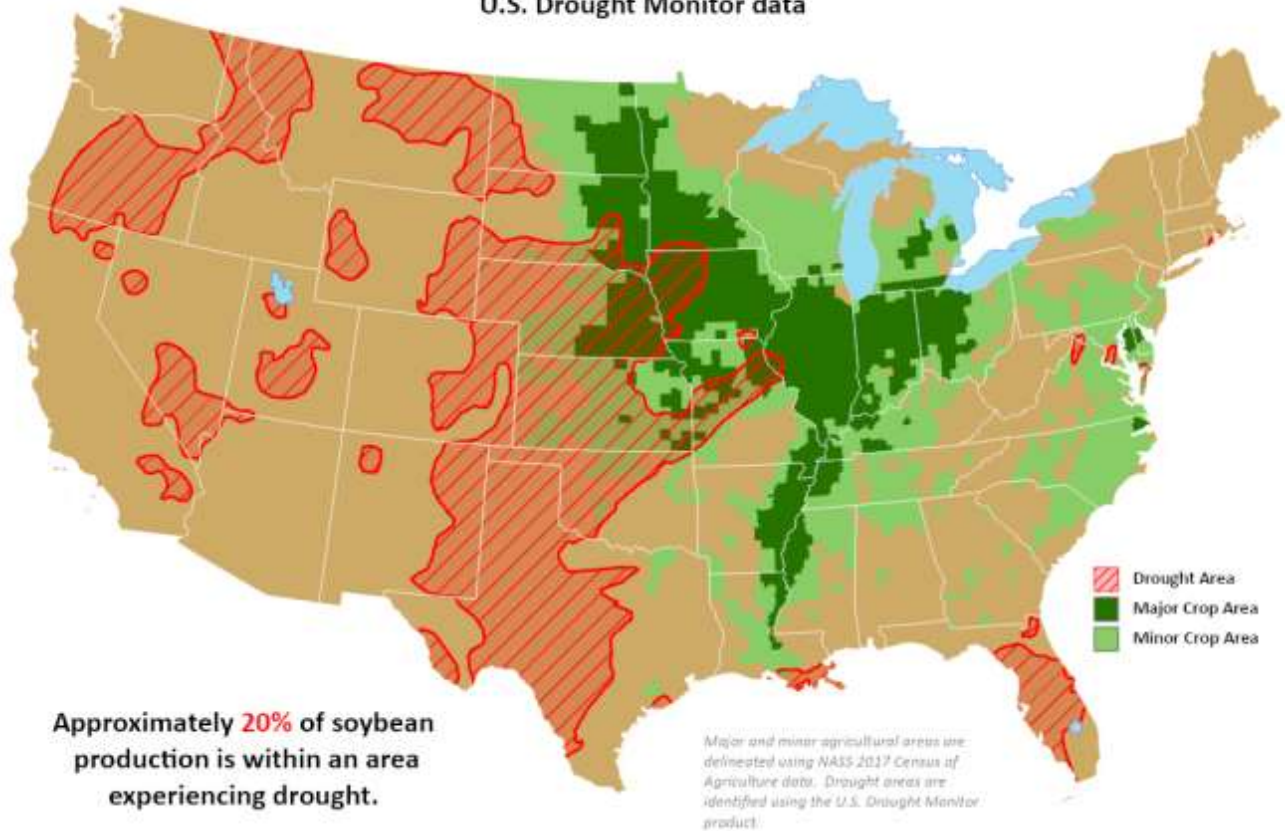 U.S. Drought Monitor data
Drought Area
Major Crop Area
Minor Crop Area
Approximately 20% of soybean
production is within an area
experiencing drought.
Major and minor agricultural areas are
delineated using NASS 2017 Census of
Agriculture data. Drought areas are
identified using the U.S. Drought Monitor
product.